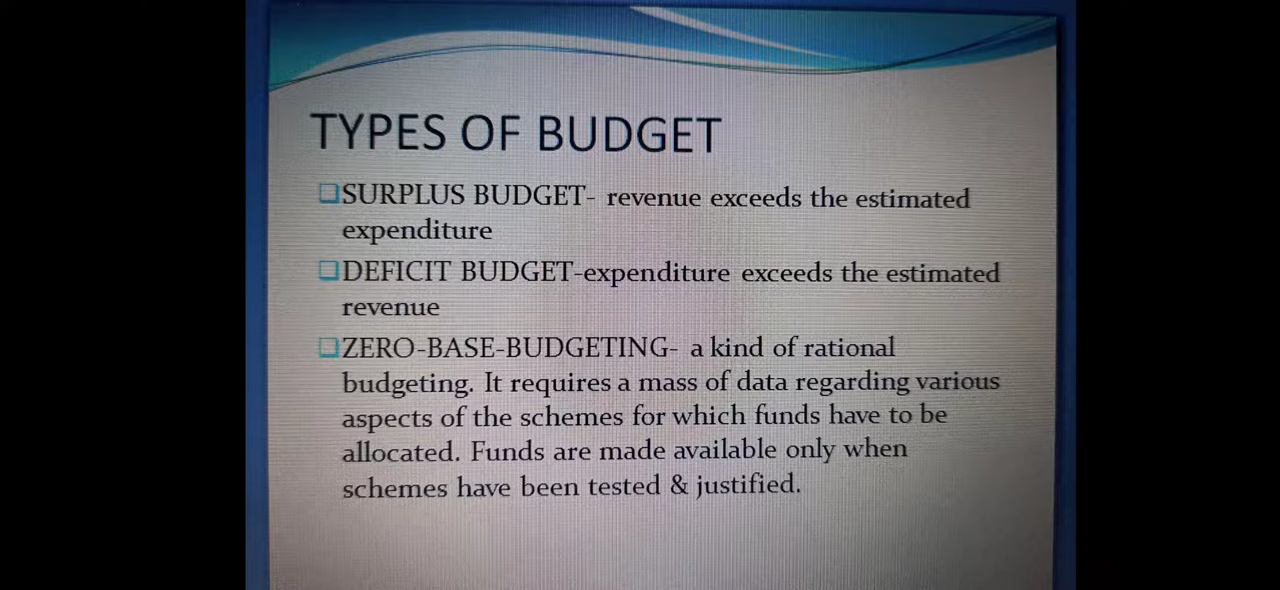 TYPES OF BUDGET
❑SURPLUS BUDGET- revenue exceeds the estimated
expenditure
❑DEFICIT BUDGET-expenditure exceeds the estimated
revenue
❑ZERO-BASE-BUDGETING- a kind of rational
budgeting. It requires a mass of data regarding various
aspects of the schemes for which funds have to be
allocated. Funds are made available only when
schemes have been tested & justified.